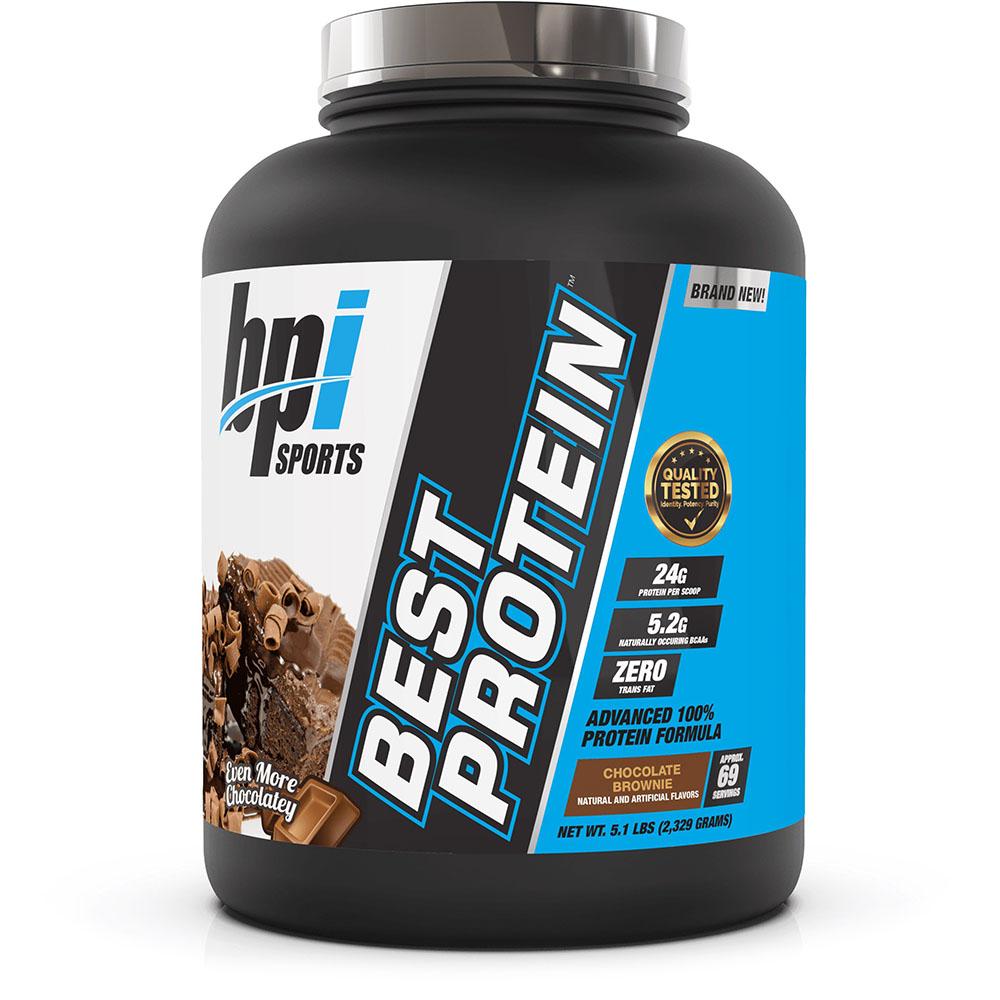 bpi
SPORTS
BEST
PROTEIN™
BRAND NEW!
QUALITY
TESTED
Identity. Potency. Purity
24G
PROTEIN PER SCOOP
5.2G
NATURALLY OCCURING BCAAs
ZERO
TRANS FAT
ADVANCED 100%
PROTEIN FORMULA
CHOCOLATE
BROWNIE
NATURAL AND ARTIFICIAL FLAVORS
APPROX.
69
SERVINGS
NET WT. 5.1 LBS (2,329 GRAMS)
Even More
Chocolatey